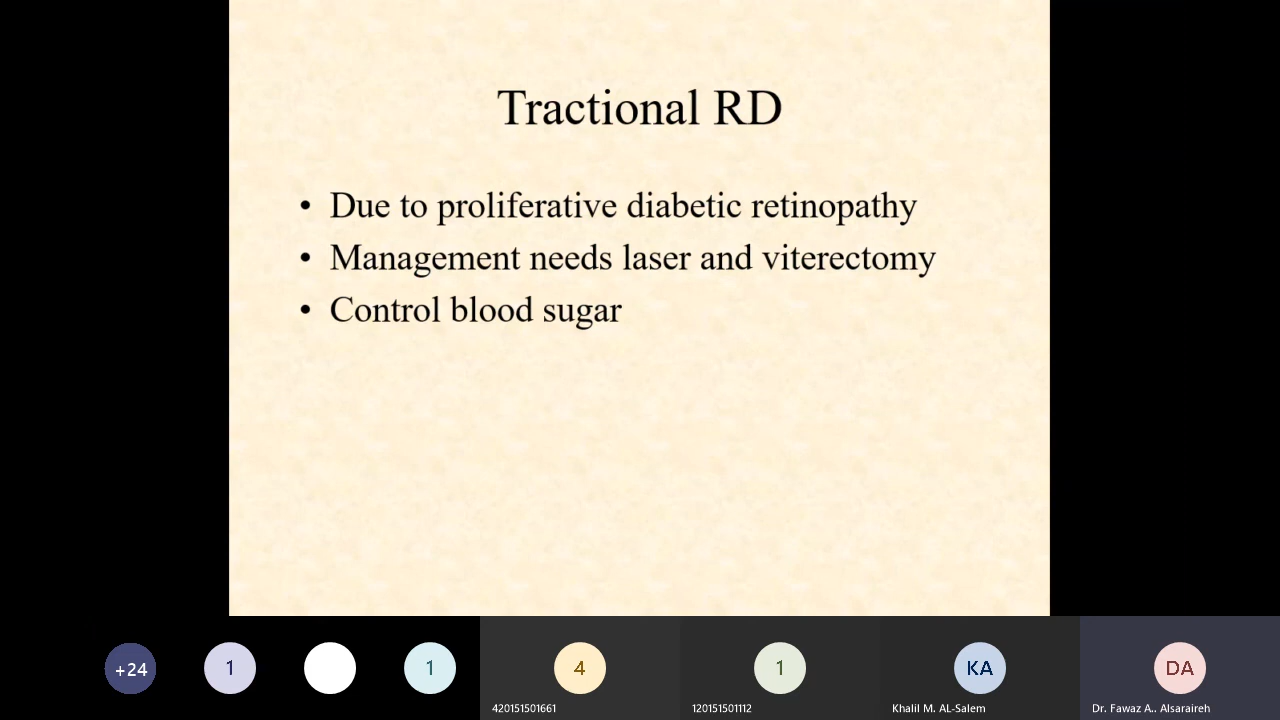 Tractional RD
• Due to proliferative diabetic retinopathy
• Management needs laser and viterectomy
• Control blood sugar
+24
1
1
4
1
KA
DA
420151501661
120151501112
Khalil M. AL-Salem
Dr. Fawaz A.. Alsaraireh